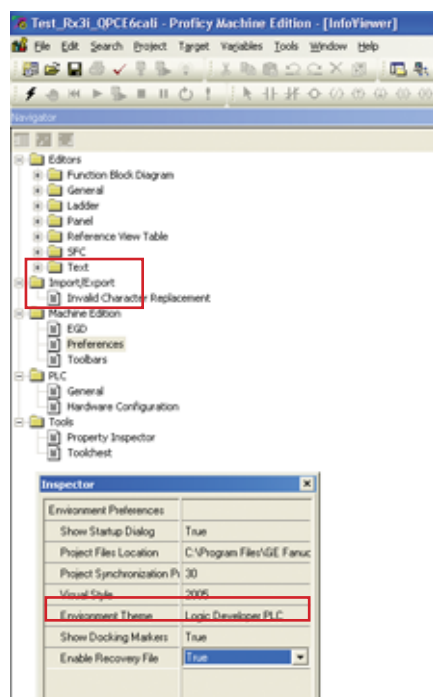 Test_Rx3i_QPCE6cali - Proficy Machine Edition - [InfoViewer]
File Edit Search Project Target Variables Tools Window Help
Navigator
Editors
Function Block Diagram
General
Ladder
Panel
Reference View Table
SFC
Text
Import/Export
Invalid Character Replacement
Machine Edition
EGD
Preferences
Toolbars
PLC
General
Hardware Configuration
Tools
Property Inspector
Toolchest
Inspector
Environment Preferences
Show Startup Dialog True
Project Files Location C:\Program Files\GE Fanuc
Project Synchronization 30
Visual Style 2005
Environment Theme Logic Developer PLC
Show Docking Markers True
Enable Recovery File True